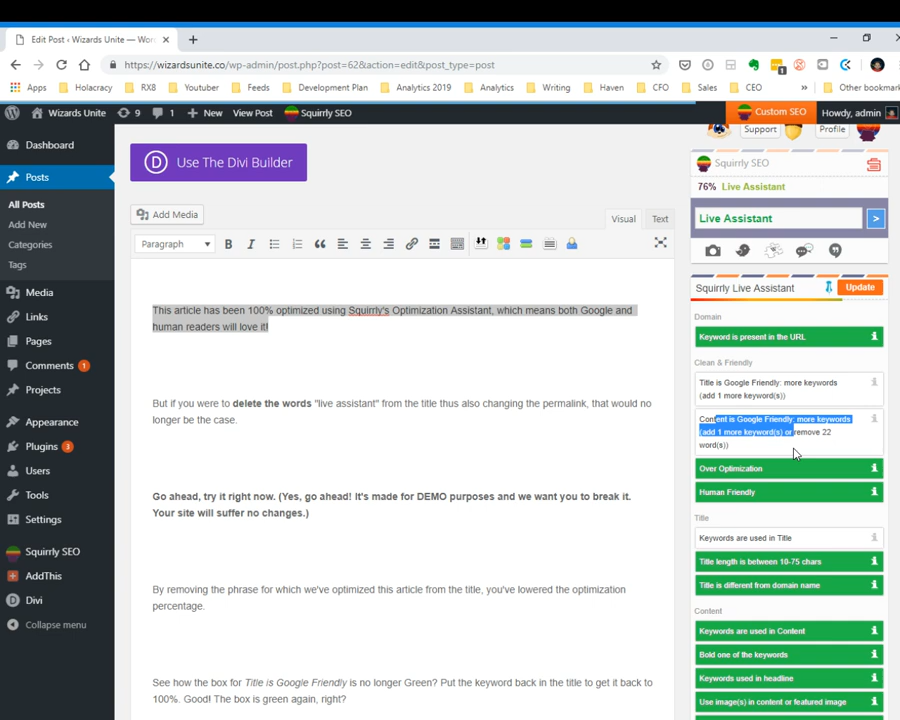 Edit Post ‹ Wizards Unite — Wor
https://wizardsunite.co/wp-admin/post.php?post=62&action=edit&post_type=post
1
Apps
Holacracy
RX8
Youtuber
Feeds
Development Plan
Analytics 2019
Analytics
Writing
Haven
CFO
Sales
CEO
»
Other bookmark
Wizards Unite
9
1
New
View Post
Squirrly SEO
Custom SEO
Howdy, admin
Dashboard
Posts
All Posts
Add New
Categories
Tags
Media
Links
Pages
Comments 1
Projects
Appearance
Plugins 3
Users
Tools
Settings
Squirrly SEO
AddThis
Divi
Collapse menu
D
Use The Divi Builder
Add Media
Visual
Text
Paragraph
B
I
This article has been 100% optimized using Squirrly's Optimization Assistant, which means both Google and
human readers will love it!
But if you were to delete the words "live assistant" from the title thus also changing the permalink, that would no
longer be the case.
Go ahead, try it right now. (Yes, go ahead! It's made for DEMO purposes and we want you to break it.
Your site will suffer no changes.)
By removing the phrase for which we've optimized this article from the title, you've lowered the optimization
percentage.
See how the box for Title is Google Friendly is no longer Green? Put the keyword back in the title to get it back to
100%. Good! The box is green again, right?
Support
Profile
Squirrly SEO
76% Live Assistant
Live Assistant
>
Squirrly Live Assistant
Update
Domain
Keyword is present in the URL
Clean & Friendly
Title is Google Friendly: more keywords
(add 1 more keyword(s))
Content is Google Friendly: more keywords
(add 1 more keyword(s) or remove 22
word(s))
Over Optimization
Human Friendly
Title
Keywords are used in Title
Title length is between 10-75 chars
Title is different from domain name
Content
Keywords are used in Content
Bold one of the keywords
Keywords used in headline
Use image(s) in content or featured image